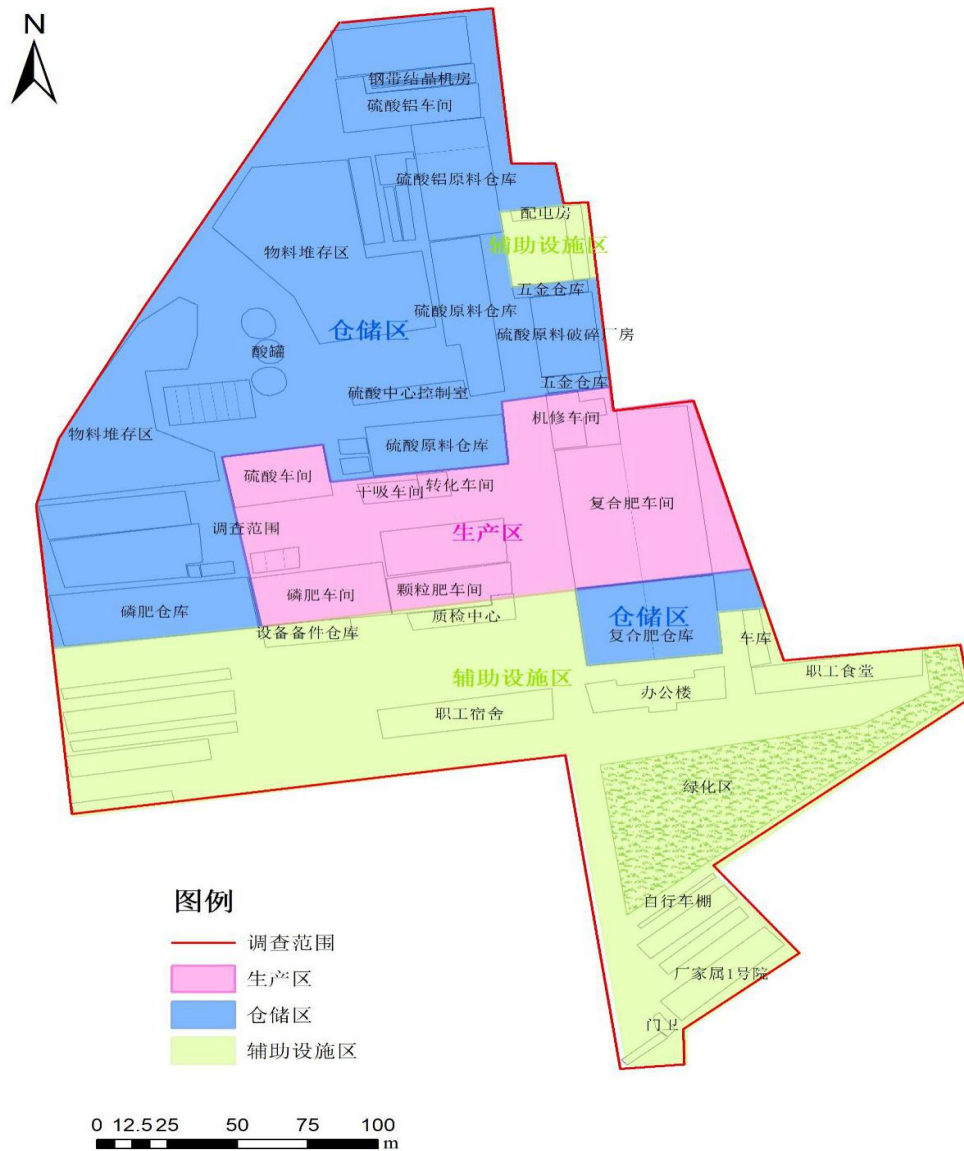 N
钢带结晶机房
硫酸铝车间
硫酸铝原料仓库
配电房
辅助设施区
物料堆存区
五金仓库
硫酸原料仓库
仓储区
硫酸原料破碎厂房
酸罐
五金仓库
硫酸中心控制室
机修车间
物料堆存区
硫酸原料仓库
硫酸车间
干吸车间
转化车间
复合肥车间
调查范围
生产区
磷肥车间
颗粒肥车间
磷肥仓库
质检中心
仓储区
设备备件仓库
复合肥仓库
车库
辅助设施区
职工食堂
办公楼
职工宿舍
绿化区
自行车棚
厂家属1号院
门卫
图例
调查范围
生产区
仓储区
辅助设施区
0 12.5 25 50 75 100
m